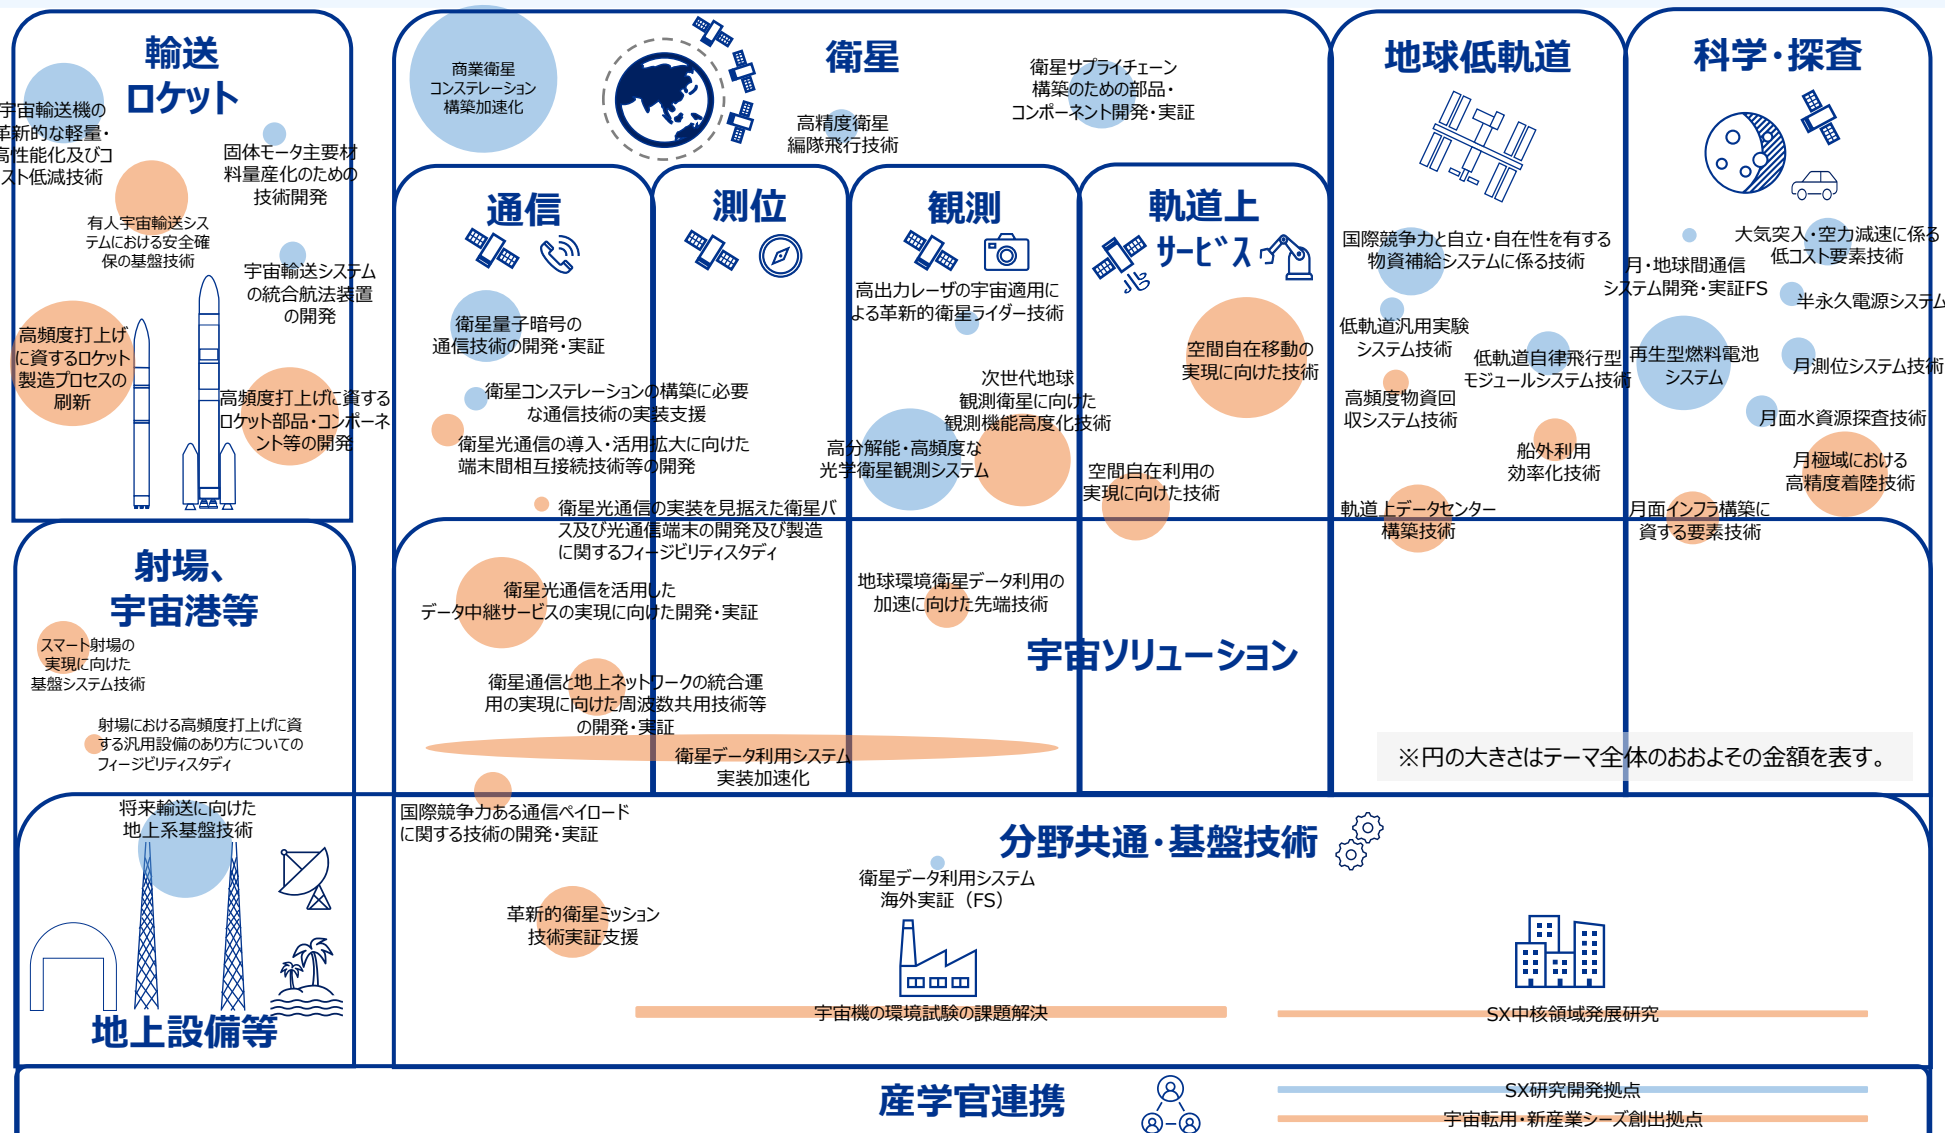 輸送
ロケット
宇宙輸送機の
革新的な軽量・
高性能化及びコ
スト低減技術
固体モータ主要材
料量産化のための
技術開発
有人宇宙輸送シス
テムにおける安全確
保の基盤技術
宇宙輸送システム
の統合航法装置
の開発
高頻度打上げ
に資するロケット
製造プロセスの
刷新
高頻度打上げに資する
ロケット部品・コンポーネ
ント等の開発
射場、
宇宙港等
スマート射場の
実現に向けた
基盤システム技術
射場における高頻度打上げに資
する汎用設備のあり方についての
フィージビリティスタディ
将来輸送に向けた
地上系基盤技術
地上設備等
衛星
商業衛星
コンステレーション
構築加速化
高精度衛星
編隊飛行技術
衛星サプライチェーン
構築のための部品・
コンポーネント開発・実証
通信
衛星量子暗号の
通信技術の開発・実証
衛星コンステレーションの構築に必要
な通信技術の実装支援
衛星光通信の導入・活用拡大に向けた
端末間相互接続技術等の開発
衛星光通信の実装を見据えた衛星バ
ス及び光通信端末の開発及び製造
に関するフィージビリティスタディ
衛星光通信を活用した
データ中継サービスの実現に向けた開発・実証
衛星通信と地上ネットワークの統合運
用の実現に向けた周波数共用技術等
の開発・実証
衛星データ利用システム
実装加速化
国際競争力ある通信ペイロード
に関する技術の開発・実証
測位
観測
高出力レーザの宇宙適用に
よる革新的衛星ライダー技術
次世代地球
観測衛星に向けた
観測機能高度化技術
高分解能・高頻度な
光学衛星観測システム
地球環境衛星データ利用の
加速に向けた先端技術
軌道上
サービス
空間自在移動の
実現に向けた技術
空間自在利用の
実現に向けた技術
宇宙ソリューション
地球低軌道
国際競争力と自立・自在性を有する
物資補給システムに係る技術
低軌道汎用実験
システム技術
低軌道自律飛行型
モジュールシステム技術
高頻度物資回
収システム技術
船外利用
効率化技術
軌道上データセンター
構築技術
科学・探査
大気突入・空力減速に係る
低コスト要素技術
月・地球間通信
システム開発・実証FS
半永久電源システム
再生型燃料電池
システム
月測位システム技術
月面水資源探査技術
月極域における
高精度着陸技術
月面インフラ構築に
資する要素技術
※円の大きさはテーマ全体のおおよその金額を表す。
分野共通・基盤技術
衛星データ利用システム
海外実証（FS）
革新的衛星ミッション
技術実証支援
宇宙機の環境試験の課題解決
SX中核領域発展研究
産学官連携
SX研究開発拠点
宇宙転用・新産業シーズ創出拠点